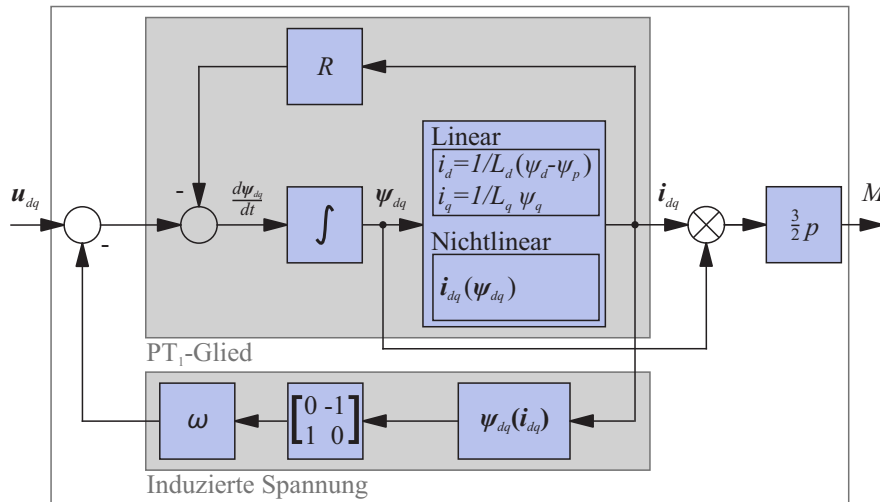 R
Linear
i_d=1/L_d(ψ_d-ψ_p)
i_q=1/L_q ψ_q
Nichtlinear
i_dq(ψ_dq)
u_dq
-
-
dψ_dq/dt
∫
ψ_dq
i_dq
3/2 p
M
PT₁-Glied
ω
[0 -1
1 0]
ψ_dq(i_dq)
Induzierte Spannung